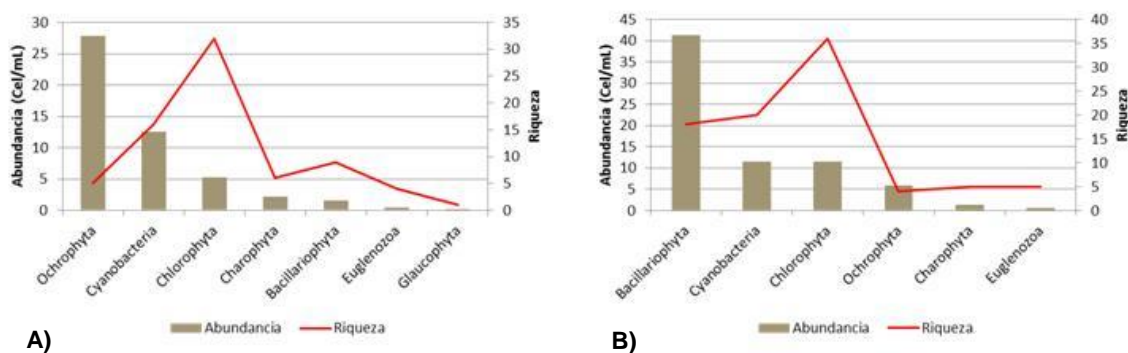 Abundancia (Cel/mL)
30
25
20
15
10
5
0
35
30
25
20
15
10
5
0
Riqueza
Ochrophyta
Cyanobacteria
Chlorophyta
Charophyta
Bacillariophyta
Euglenozoa
Glaucophyta
Abundancia
Riqueza
A)
Abundancia (Cel/mL)
45
40
35
30
25
20
15
10
5
0
40
35
30
25
20
15
10
5
0
Riqueza
Bacillariophyta
Cyanobacteria
Chlorophyta
Ochrophyta
Charophyta
Euglenozoa
Abundancia
Riqueza
B)